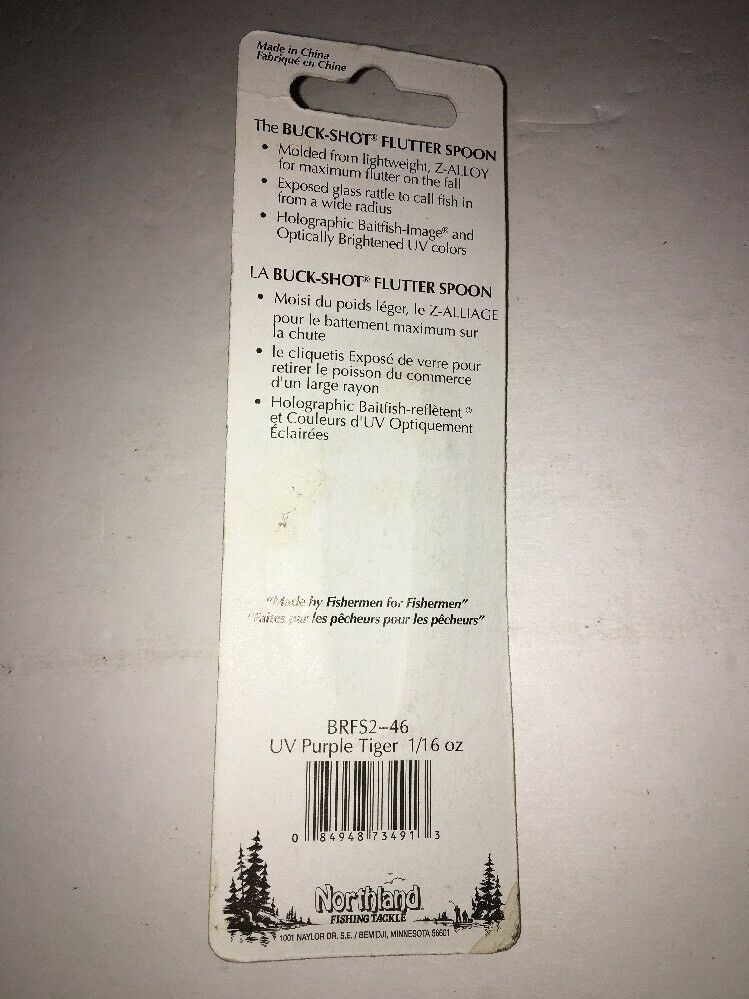 Made in China
Fabriqué en Chine
The BUCK-SHOT® FLUTTER SPOON
• Molded from lightweight, Z-ALLOY
for maximum flutter on the fall
• Exposed glass rattle to call fish in
from a wide radius
• Holographic Baitfish-Image® and
Optically Brightened UV colors
LA BUCK-SHOT® FLUTTER SPOON
• Moisi du poids léger, le Z-ALLIAGE
pour le battement maximum sur
la chute
• le cliquetis Exposé de verre pour
retirer le poisson du commerce
d'un large rayon
• Holographic Baitfish-reflètent ®
et Couleurs d'UV Optiquement
Éclairées
"Made by Fishermen for Fishermen"
"Faites par les pêcheurs pour les pêcheurs"
BRFS2-46
UV Purple Tiger 1/16 oz
0 84948 73491 3
Northland
FISHING TACKLE
1001 NAYLOR DR. S.E. / BEMIDJI, MINNESOTA 56601